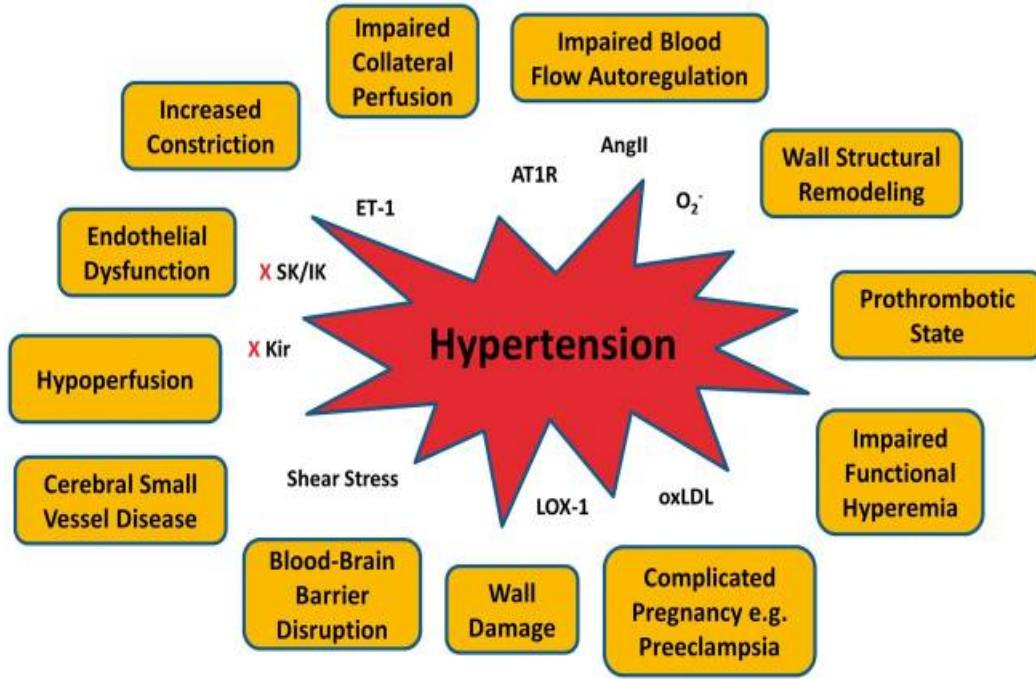 Impaired
Collateral
Perfusion
Impaired Blood
Flow Autoregulation
Increased
Constriction
Wall Structural
Remodeling
AngII
AT1R
O₂⁻
ET-1
Endothelial
Dysfunction
X SK/IK
Prothrombotic
State
Hypertension
X Kir
Hypoperfusion
Impaired
Functional
Hyperemia
Cerebral Small
Vessel Disease
Shear Stress
LOX-1
oxLDL
Blood-Brain
Barrier
Disruption
Wall
Damage
Complicated
Pregnancy e.g.
Preeclampsia